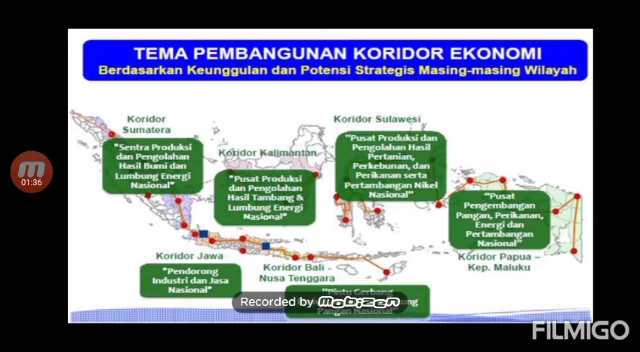 TEMA PEMBANGUNAN KORIDOR EKONOMI
Berdasarkan Keunggulan dan Potensi Strategis Masing-masing Wilayah
Koridor
Sumatera
"Sentra Produksi
dan Pengolahan
Hasil Bumi dan
Lumbung Energi
Nasional"
Koridor Kalimantan
"Pusat Produksi dan
Pengolahan Hasil
Tambang &
Lumbung Energi
Nasional"
Koridor Sulawesi
"Pusat Produksi dan
Pengolahan Hasil
Pertanian,
Perkebunan, dan
Perikanan serta
Pertambangan Nikel
Nasional"
"Pusat
Pengembangan
Pangan, Perikanan,
Energi dan
Pertambangan
Nasional"
Koridor Papua –
Kep. Maluku
Koridor Jawa
"Pendorong
Industri dan Jasa
Nasional"
Koridor Bali -
Nusa Tenggara
"Pintu Gerbang
Pangan Nasional"
01:36
Recorded by MOBIZEN
FILMIGO